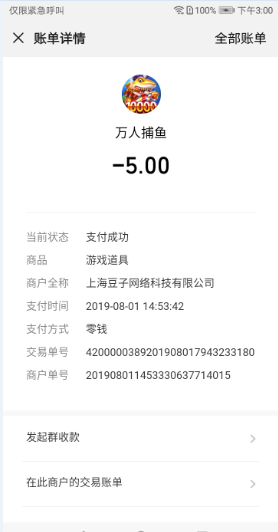 仅限紧急呼叫 100% 下午3:00
账单详情 全部账单
10000
万人捕鱼
-5.00
当前状态 支付成功
商品 游戏道具
商户全称 上海豆子网络科技有限公司
支付时间 2019-08-01 14:53:42
支付方式 零钱
交易单号 4200000389201908017943233180
商户单号 201908011453330637714015
发起群收款
在此商户的交易账单